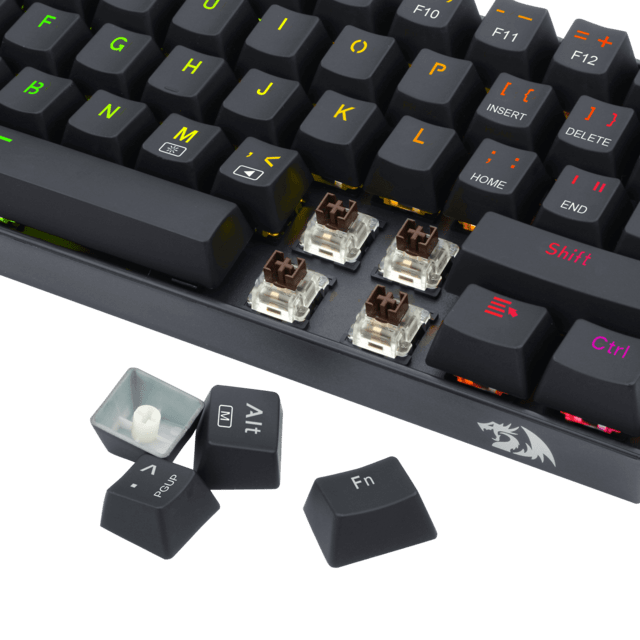 F10
- –
F11
= +
F12
F
G
H
U
I
O
P
[ {
INSERT
] }
DELETE
B
N
M
, <
J
K
L
; :
HOME
' "
END
Shift
Ctrl
Alt
M
^
.
PGUP
Fn